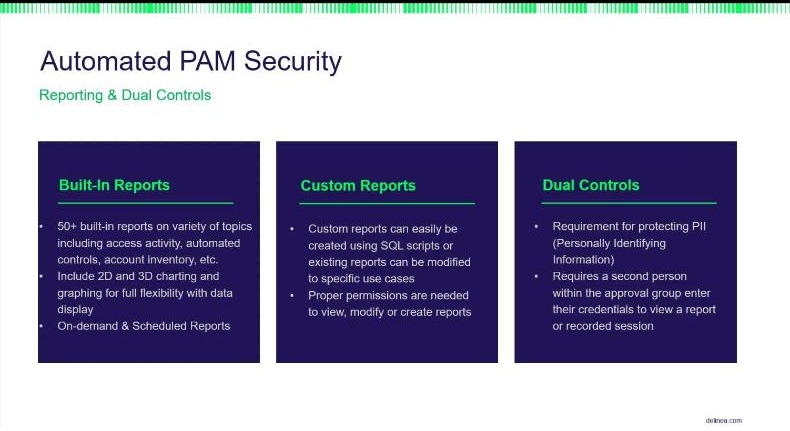 Automated PAM Security
Reporting & Dual Controls
Built-In Reports
• 50+ built-in reports on variety of topics
including access activity, automated
controls, account inventory, etc.
• Include 2D and 3D charting and
graphing for full flexibility with data
display
• On-demand & Scheduled Reports
Custom Reports
• Custom reports can easily be
created using SQL scripts or
existing reports can be modified
to specific use cases
• Proper permissions are needed
to view, modify or create reports
Dual Controls
• Requirement for protecting PII
(Personally Identifying
Information)
• Requires a second person
within the approval group enter
their credentials to view a report
or recorded session
delinea.com